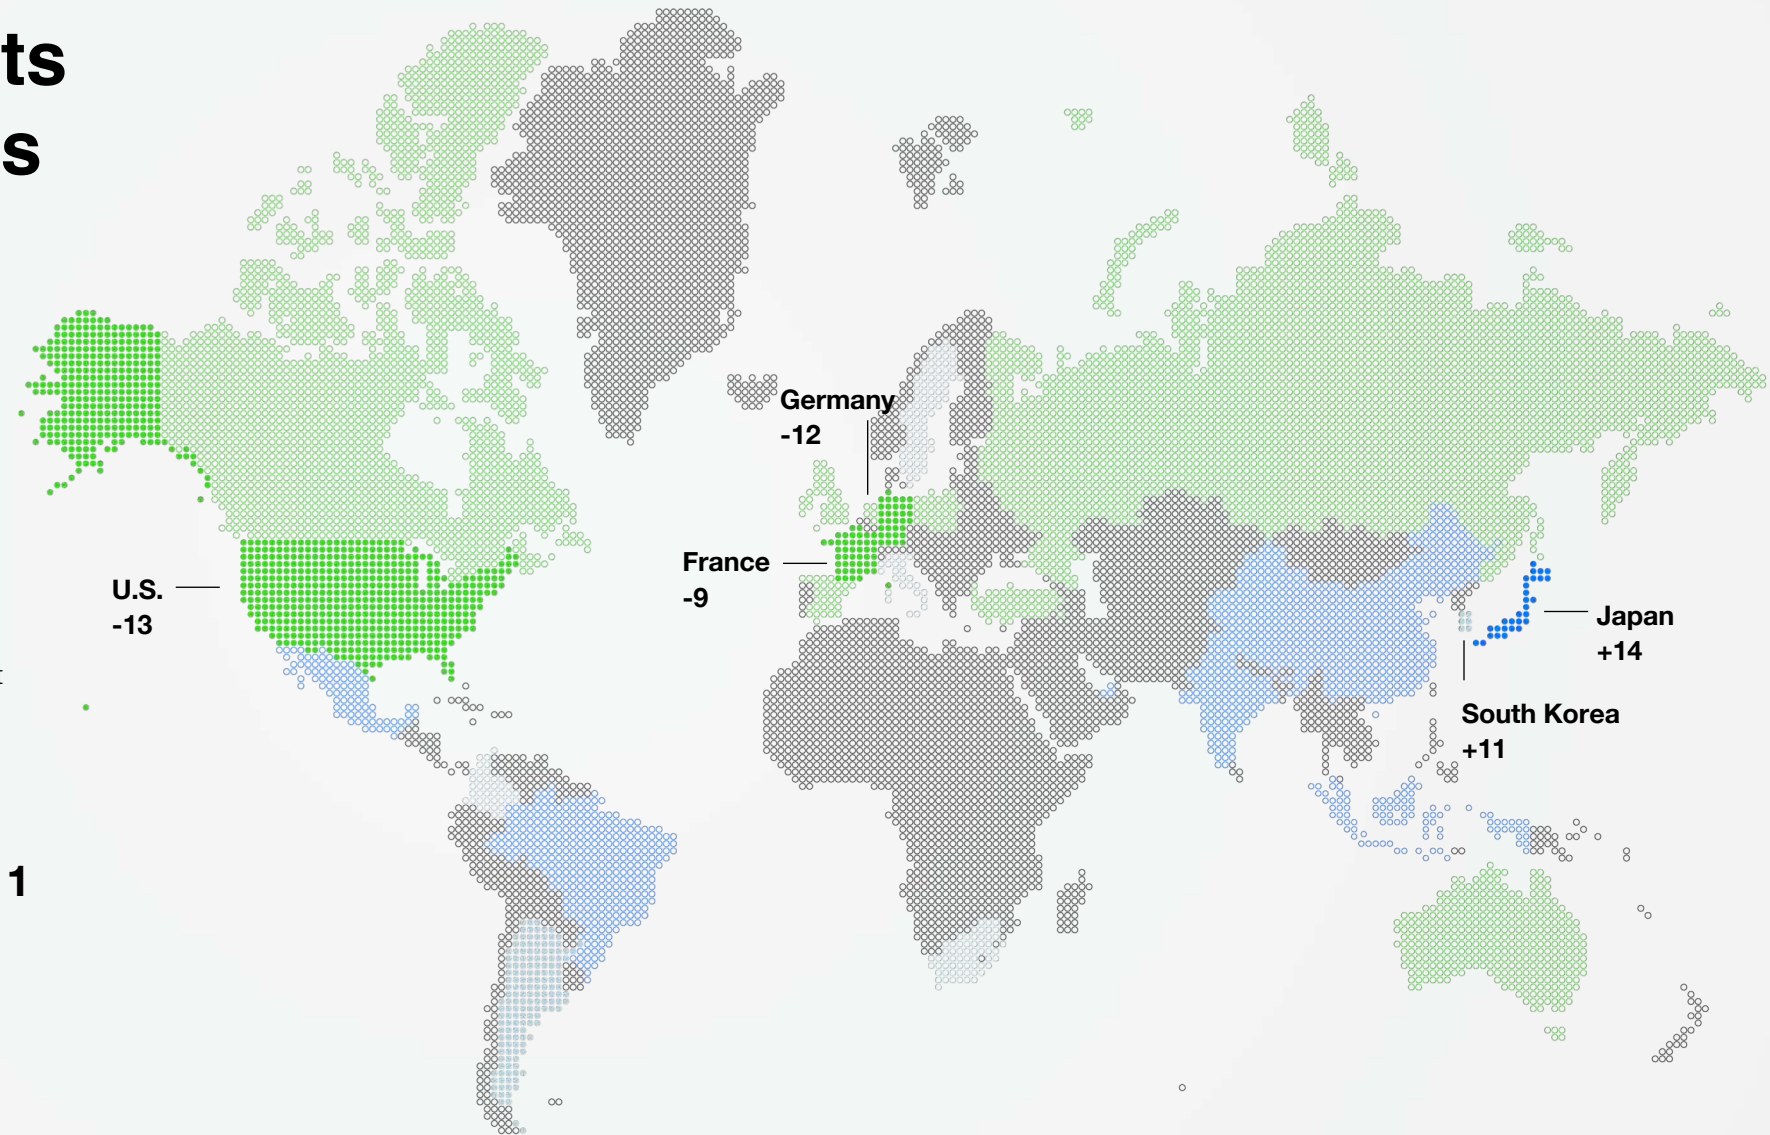 ts
s
Germany
-12
France
-9
U.S.
-13
Japan
+14
South Korea
+11
1